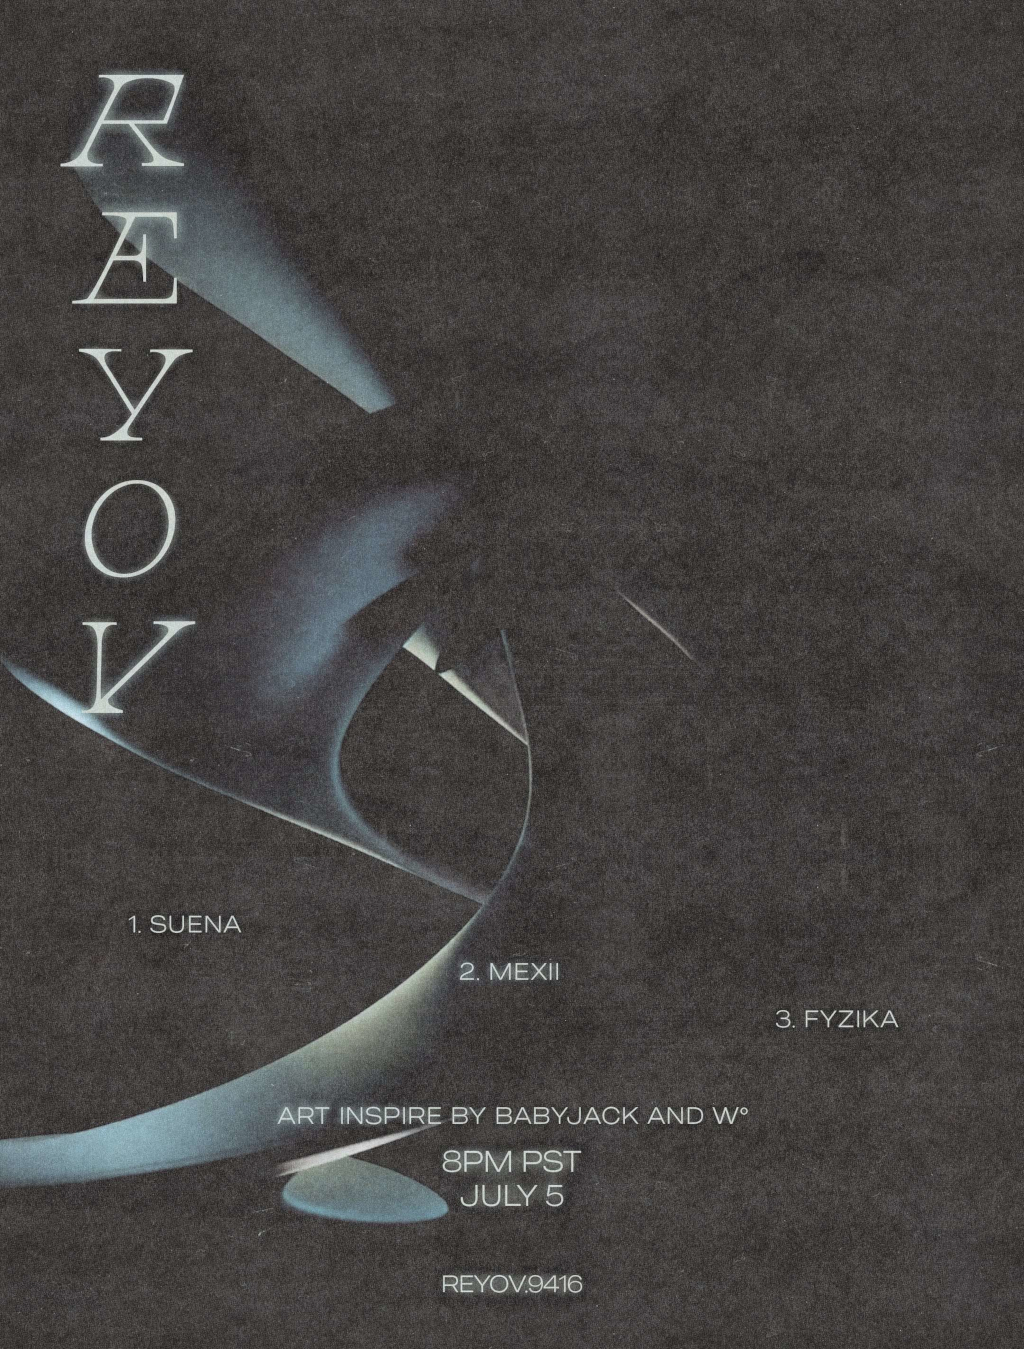 REYOV
1. SUENA
2. MEXII
3. FYZIKA
ART INSPIRE BY BABYJACK AND W°
8PM PST
JULY 5
REYOV.9416